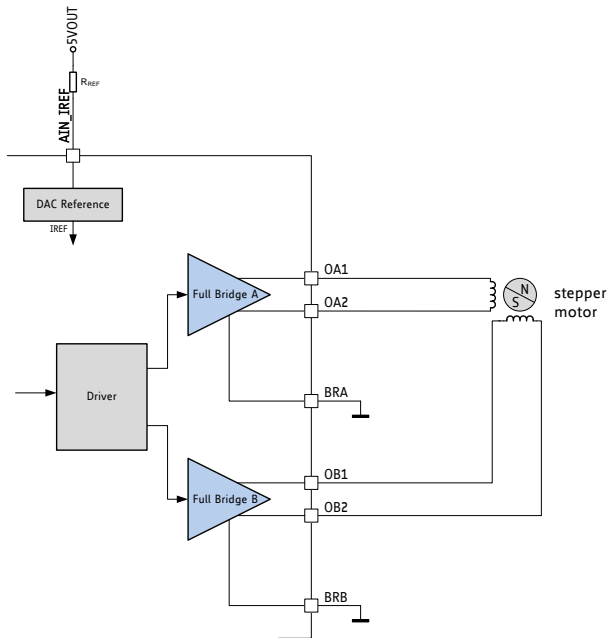 5VOUT
RREF
AIN_IREF
DAC Reference
IREF
Full Bridge A
OA1
OA2
N
S
stepper
motor
BRA
Driver
Full Bridge B
OB1
OB2
BRB